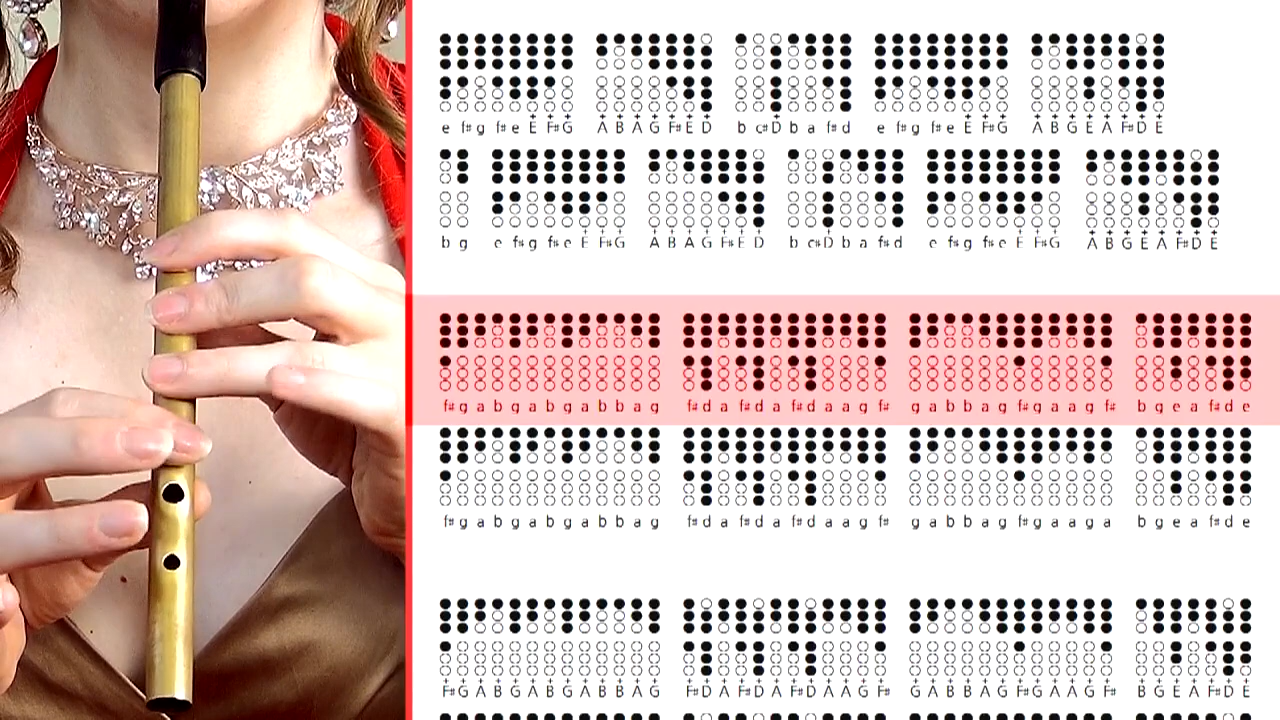 e f# g f# e E F# G A B A G F# E D b c# D b a f# d e f# g f# e E F# G A B G E A F# D E
b g e f# g f# e E F# G A B A G F# E D b c# D b a f# d e f# g f# e E F# G A B G E A F# D E
f# g a b g a b g a b b a g f# d a f# d a f# d a a g f# g a b b a g f# g a a g f# b g e a f# d e
f# g a b g a b g a b b a g f# d a f# d a f# d a a g f# g a b b a g f# g a a g a b g e a f# d e
F# G A B G A B G A B B A G F# D A F# D A F# D A A G F# G A B B A G F# G A A G F# B G E A F# D E